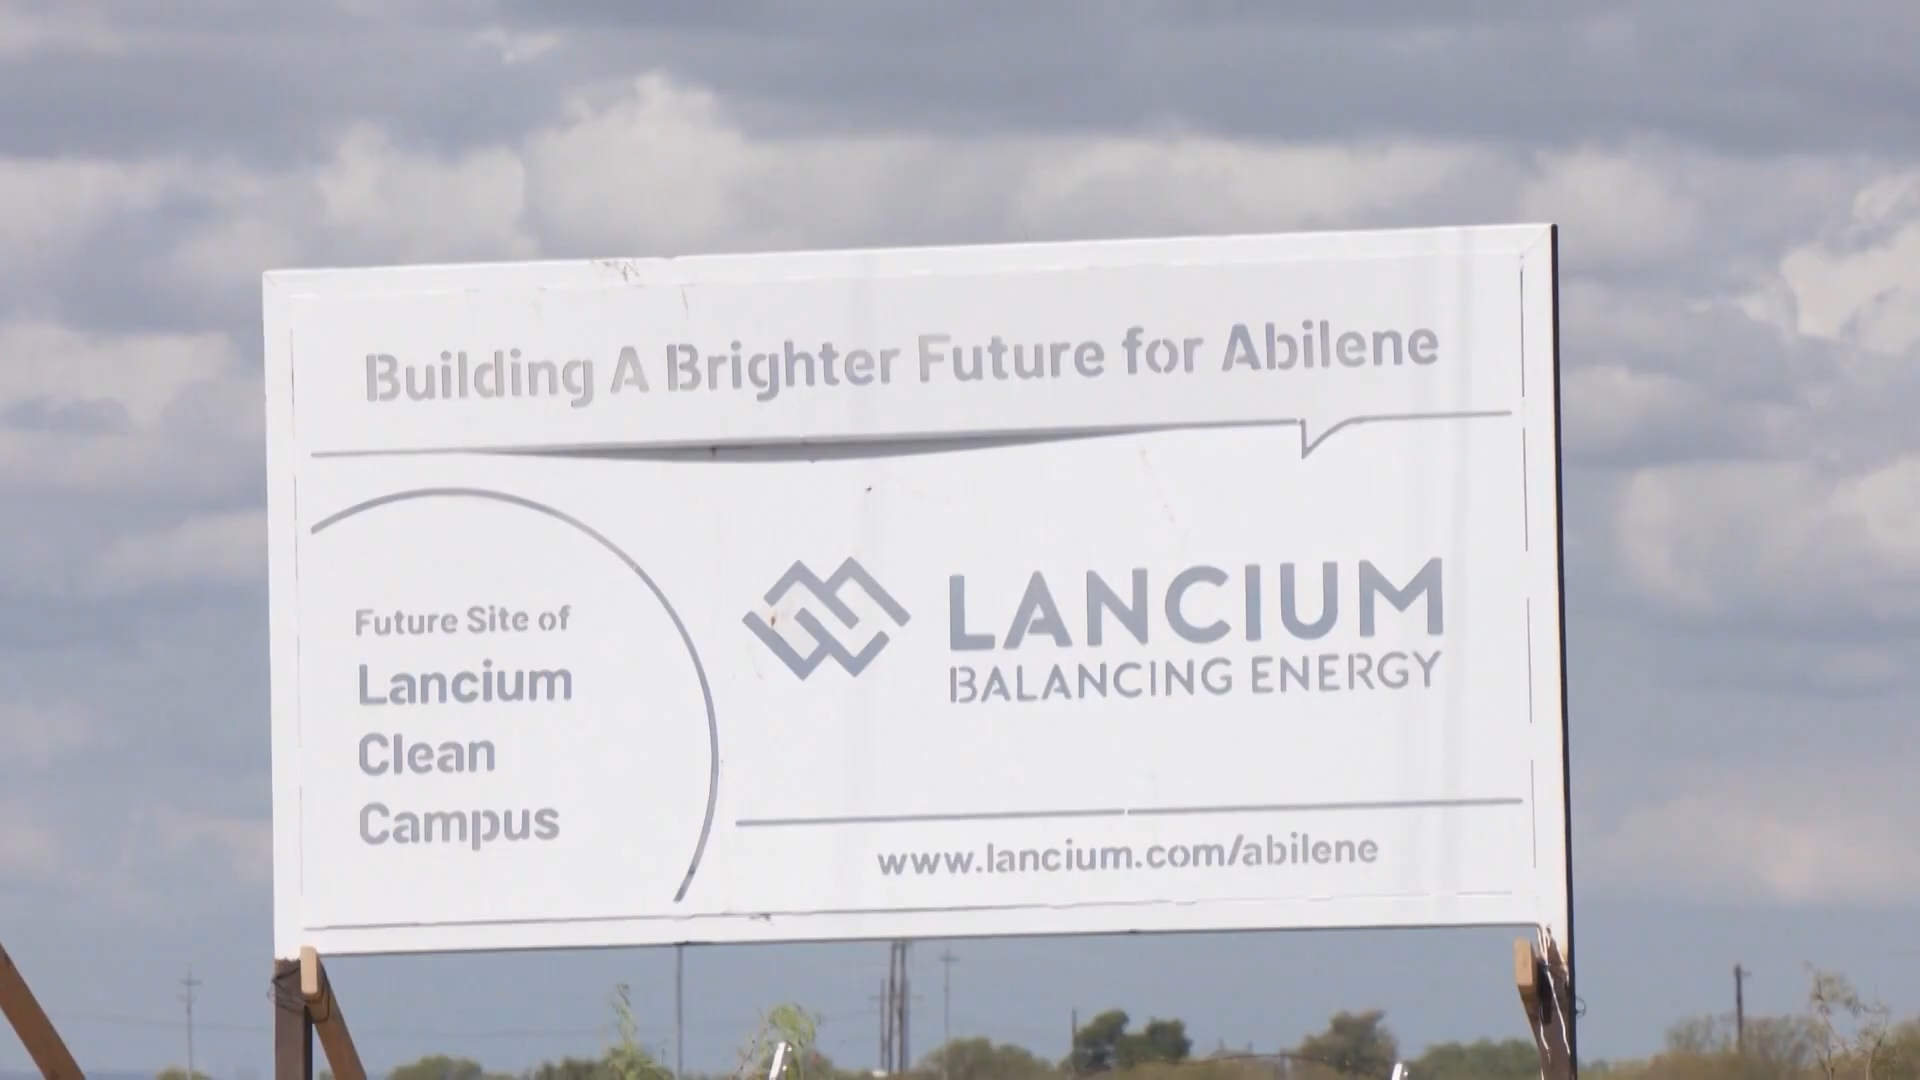 Building A Brighter Future for Abilene
Future Site of
Lancium
Clean
Campus
LANCIUM
BALANCING ENERGY
www.lancium.com/abilene